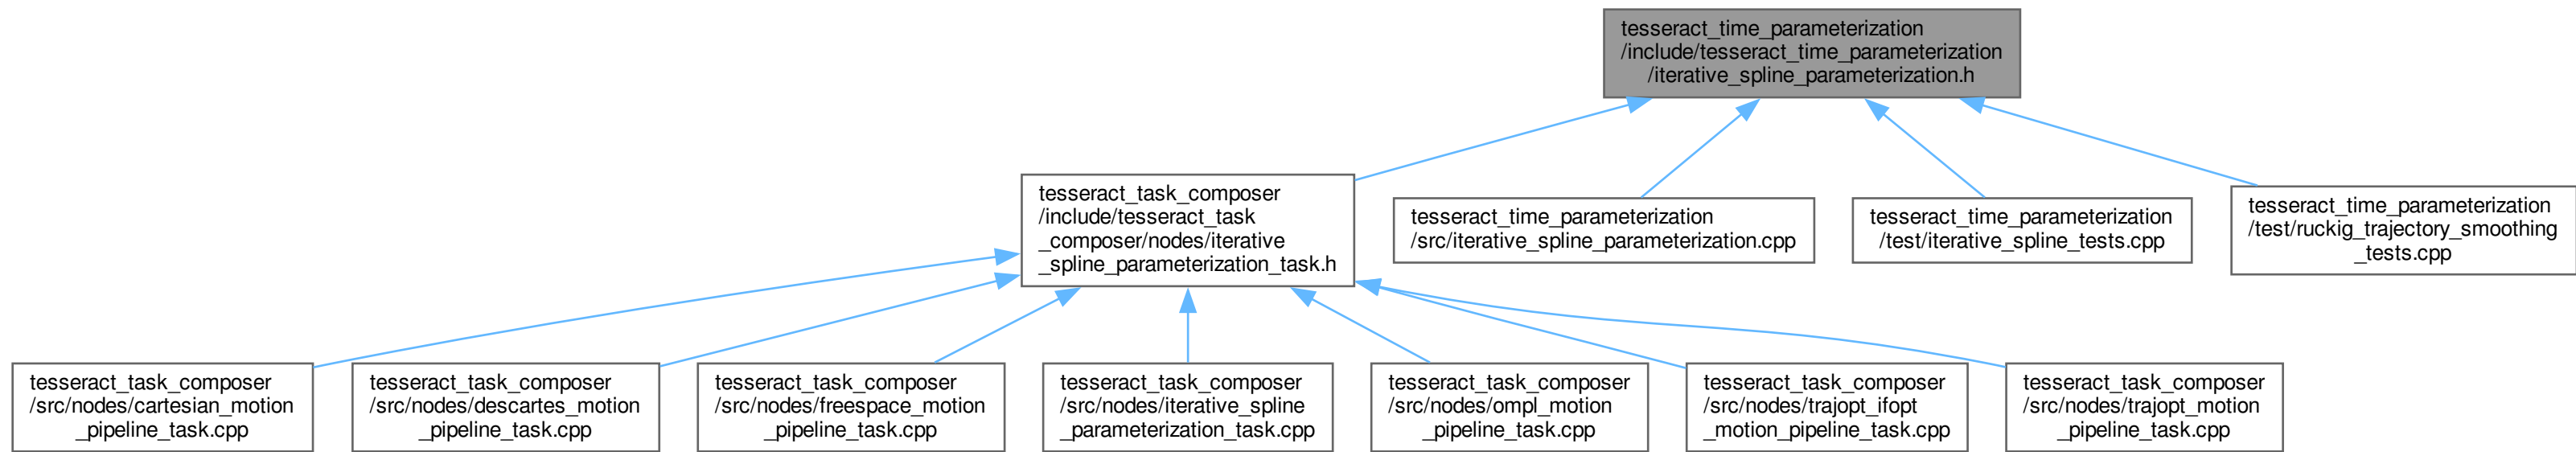 tesseract_time_parameterization
/include/tesseract_time_parameterization
/iterative_spline_parameterization.h
tesseract_task_composer
/include/tesseract_task
_composer/nodes/iterative
_spline_parameterization_task.h
tesseract_time_parameterization
/src/iterative_spline_parameterization.cpp
tesseract_time_parameterization
/test/iterative_spline_tests.cpp
tesseract_time_parameterization
/test/ruckig_trajectory_smoothing
_tests.cpp
tesseract_task_composer
/src/nodes/cartesian_motion
_pipeline_task.cpp
tesseract_task_composer
/src/nodes/descartes_motion
_pipeline_task.cpp
tesseract_task_composer
/src/nodes/freespace_motion
_pipeline_task.cpp
tesseract_task_composer
/src/nodes/iterative_spline
_parameterization_task.cpp
tesseract_task_composer
/src/nodes/ompl_motion
_pipeline_task.cpp
tesseract_task_composer
/src/nodes/trajopt_ifopt
_motion_pipeline_task.cpp
tesseract_task_composer
/src/nodes/trajopt_motion
_pipeline_task.cpp